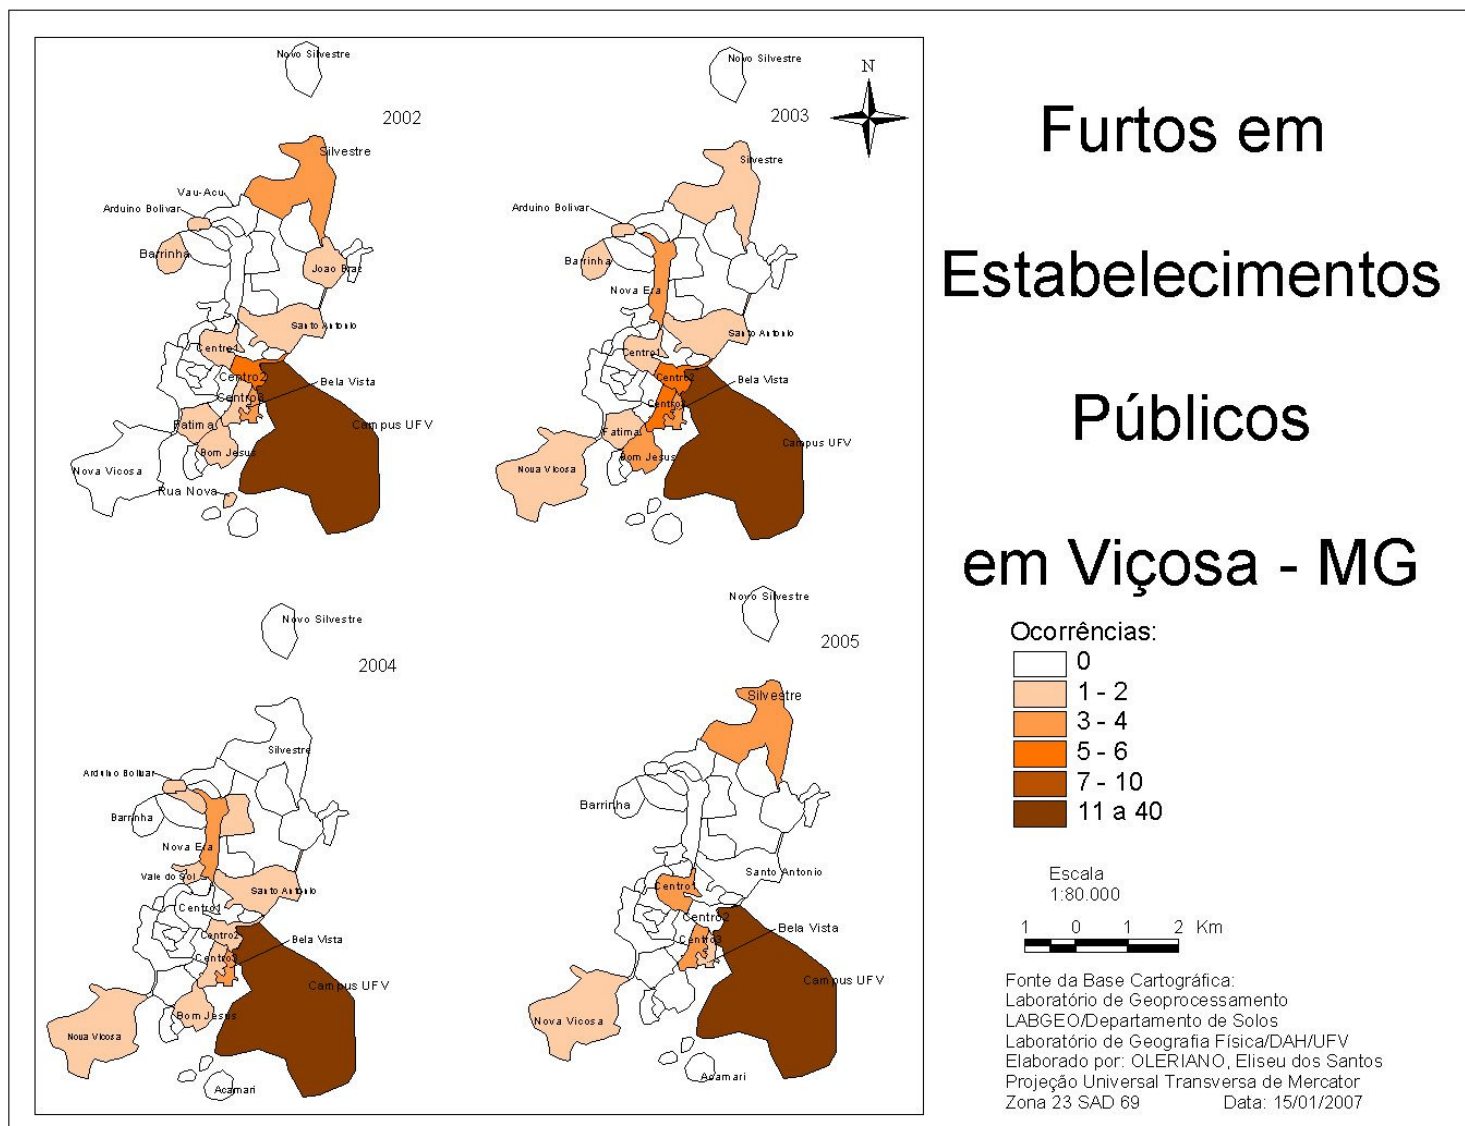 Novo Silvestre
2002
Silvestre
Vau-Acu
Arduino Bolivar
Barrinha
Joao Braz
Santo Antonio
Centro1
Centro2
Bela Vista
Centro3
Fatima
Campus UFV
Bom Jesus
Nova Vicosa
Rua Nova
Novo Silvestre
2003
N
Silvestre
Arduino Bolivar
Barrinha
Nova Era
Santo Antonio
Centro1
Centro2
Bela Vista
Centro3
Fatima
Campus UFV
Bom Jesus
Nova Vicosa
Novo Silvestre
2004
Silvestre
Arduino Bolivar
Barrinha
Nova Era
Vale do Sol
Santo Antonio
Centro1
Centro2
Bela Vista
Centro3
Campus UFV
Bom Jesus
Nova Vicosa
Acamari
Novo Silvestre
2005
Silvestre
Barrinha
Santo Antonio
Centro1
Centro2
Bela Vista
Centro3
Campus UFV
Nova Vicosa
Acamari
Furtos em
Estabelecimentos
Públicos
em Viçosa - MG
Ocorrências:
0
1 - 2
3 - 4
5 - 6
7 - 10
11 a 40
Escala
1:80.000
1 0 1 2 Km
Fonte da Base Cartográfica:
Laboratório de Geoprocessamento
LABGEO/Departamento de Solos
Laboratório de Geografia Física/DAH/UFV
Elaborado por: OLERIANO, Eliseu dos Santos
Projeção Universal Transversa de Mercator
Zona 23 SAD 69 Data: 15/01/2007